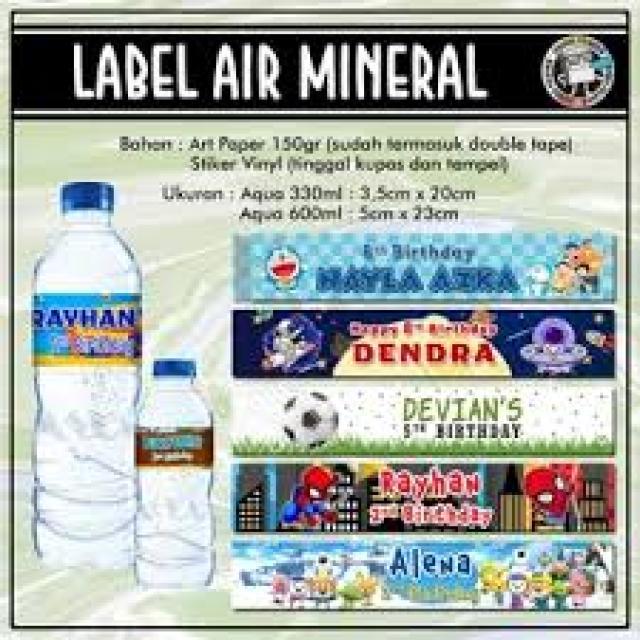 LABEL AIR MINERAL
Bahan : Art Paper 150gr (sudah termasuk double tape)
Stiker Vinyl (tinggal kupas dan tempel)
Ukuran : Aqua 330ml : 3,5cm x 20cm
Aqua 600ml : 5cm x 23cm
RAYHAN
6th Birthday
NAYLA AZKA
Happy 6th Birthday
DENDRA
DEVIAN'S
5TH BIRTHDAY
Rayhan
Birthday
Alena
Birthday